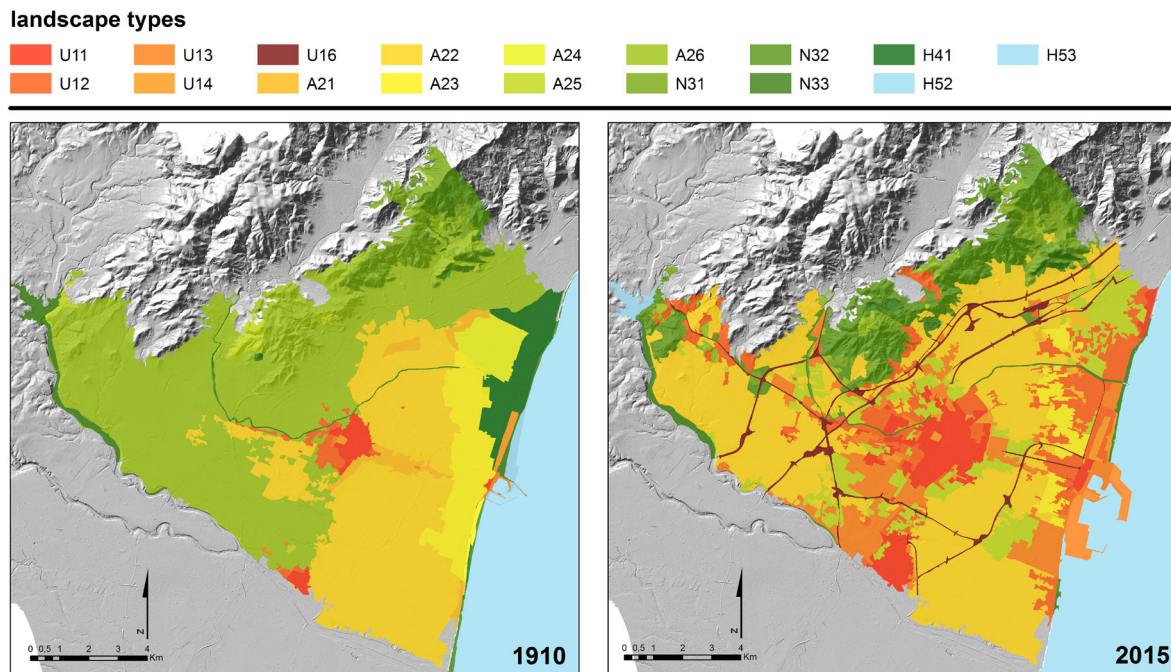 landscape types
U11 U13 U16 A22 A24 A26 N32 H41 H53
U12 U14 A21 A23 A25 N31 N33 H52
N N
0 0,5 1 2 3 4 Km 0 0,5 1 2 3 4 Km
1910 2015